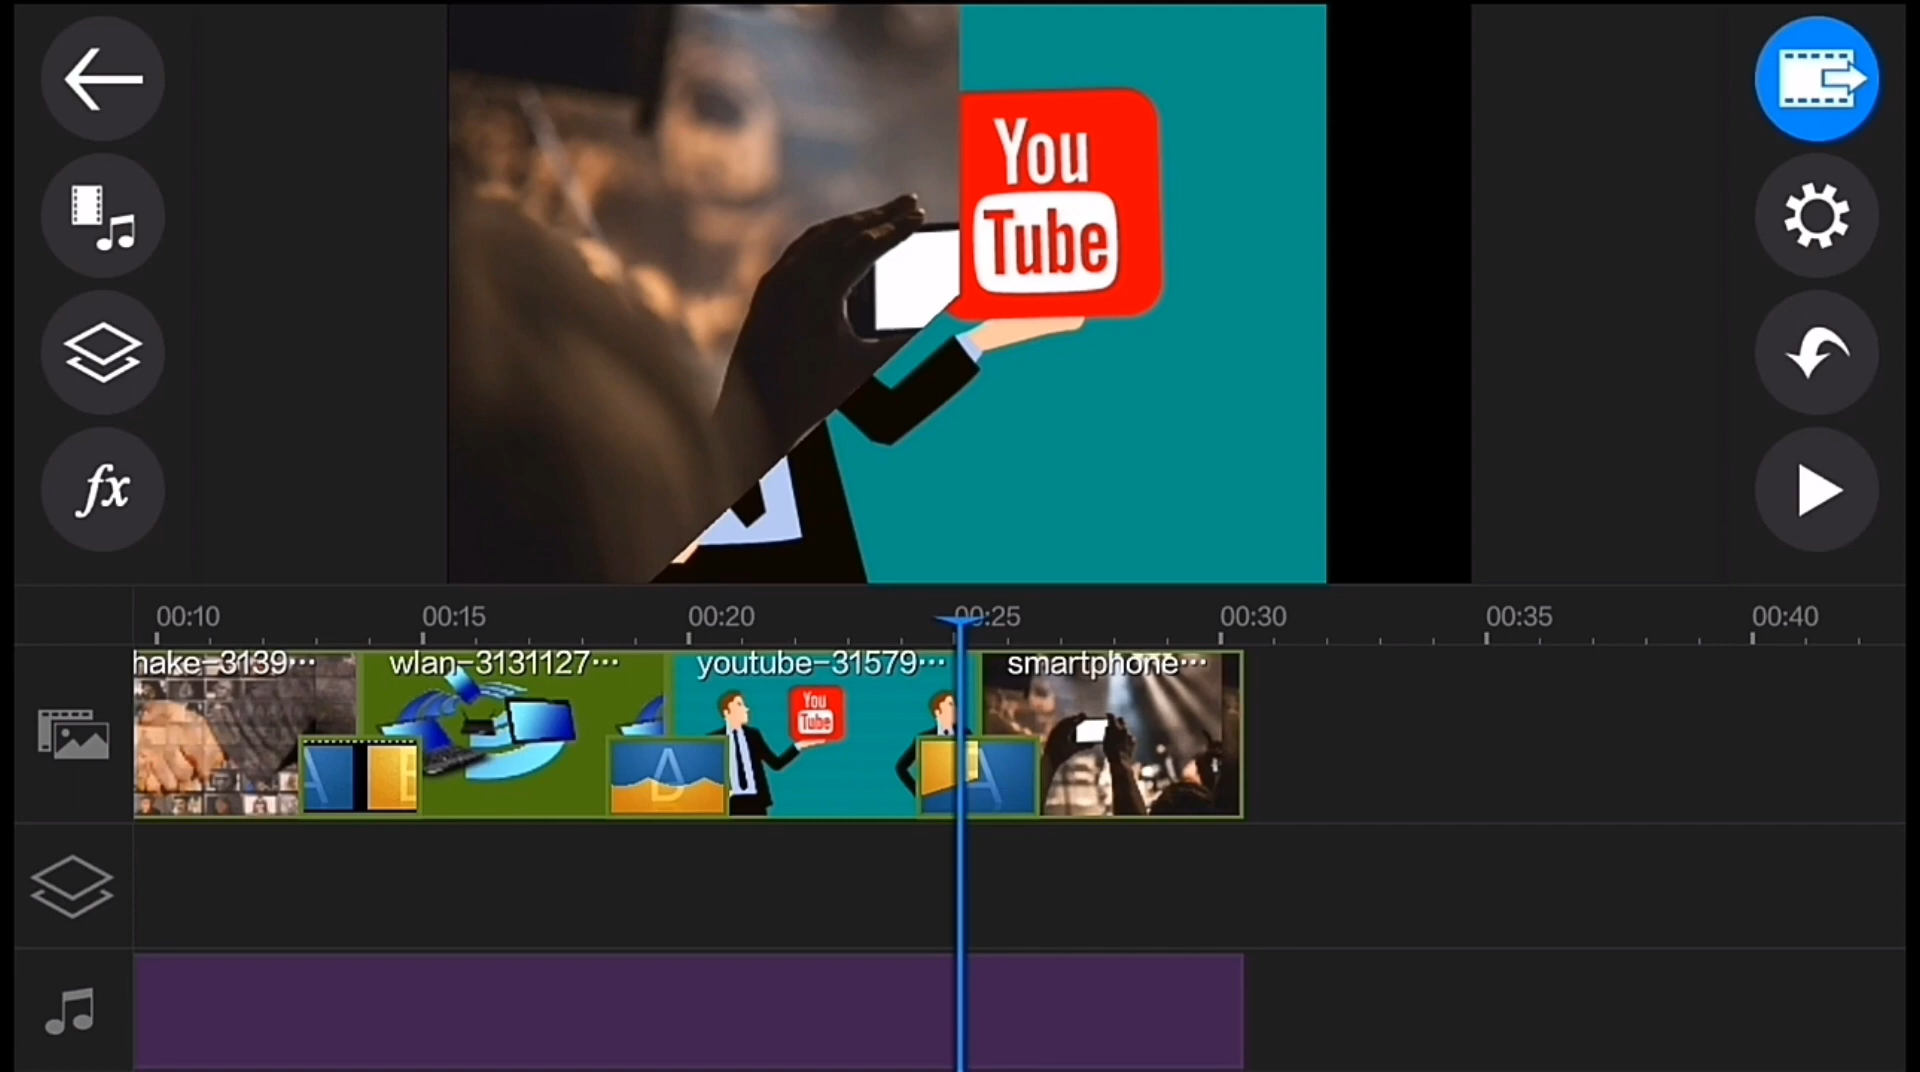 You
Tube
fx
00:10
00:15
00:20
00:25
00:30
00:35
00:40
hake-3139···
wlan-3131127···
youtube-31579···
smartphone···
You
Tube
A
B
A
A